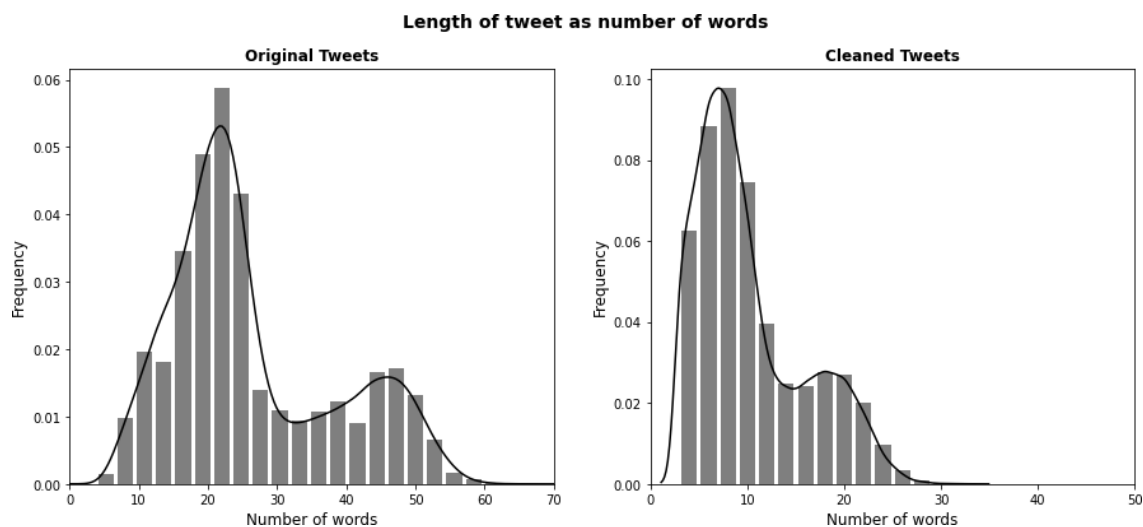 Length of tweet as number of words
Original Tweets
Frequency
0.06
0.05
0.04
0.03
0.02
0.01
0.00
0 10 20 30 40 50 60 70
Number of words
Cleaned Tweets
Frequency
0.10
0.08
0.06
0.04
0.02
0.00
0 10 20 30 40 50
Number of words